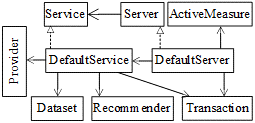 Service
Server
ActiveMeasure
Provider
DefaultService
DefaultServer
Dataset
Recommender
Transaction